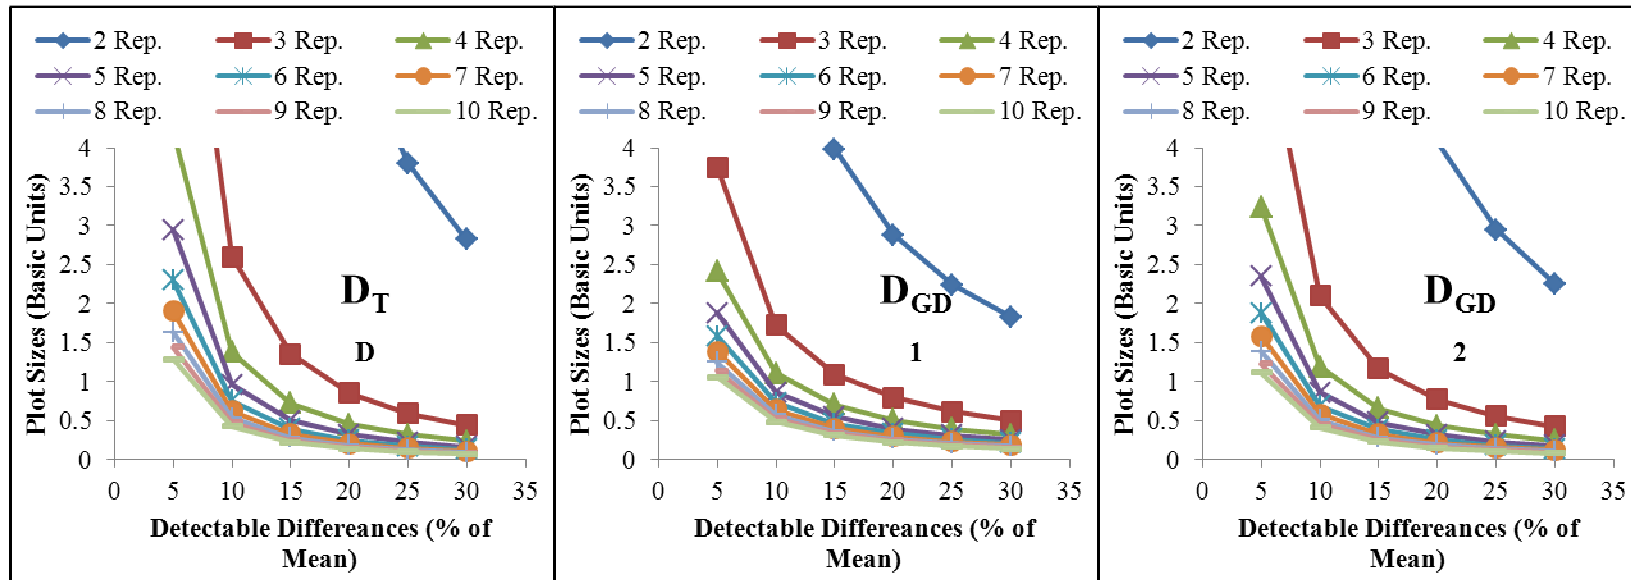 2 Rep. 3 Rep. 4 Rep.
5 Rep. 6 Rep. 7 Rep.
8 Rep. 9 Rep. 10 Rep.
Plot Sizes (Basic Units)
4
3.5
3
2.5
2
1.5
1
0.5
0
D_T
D
0 5 10 15 20 25 30 35
Detectable Differeances (% of
Mean)
2 Rep. 3 Rep. 4 Rep.
5 Rep. 6 Rep. 7 Rep.
8 Rep. 9 Rep. 10 Rep.
Plot Sizes (Basic Units)
4
3.5
3
2.5
2
1.5
1
0.5
0
D_GD
1
0 5 10 15 20 25 30 35
Detectable Differeances (% of
Mean)
2 Rep. 3 Rep. 4 Rep.
5 Rep. 6 Rep. 7 Rep.
8 Rep. 9 Rep. 10 Rep.
Plot Sizes (Basic Units)
4
3.5
3
2.5
2
1.5
1
0.5
0
D_GD
2
0 5 10 15 20 25 30 35
Detectable Differeances (% of
Mean)